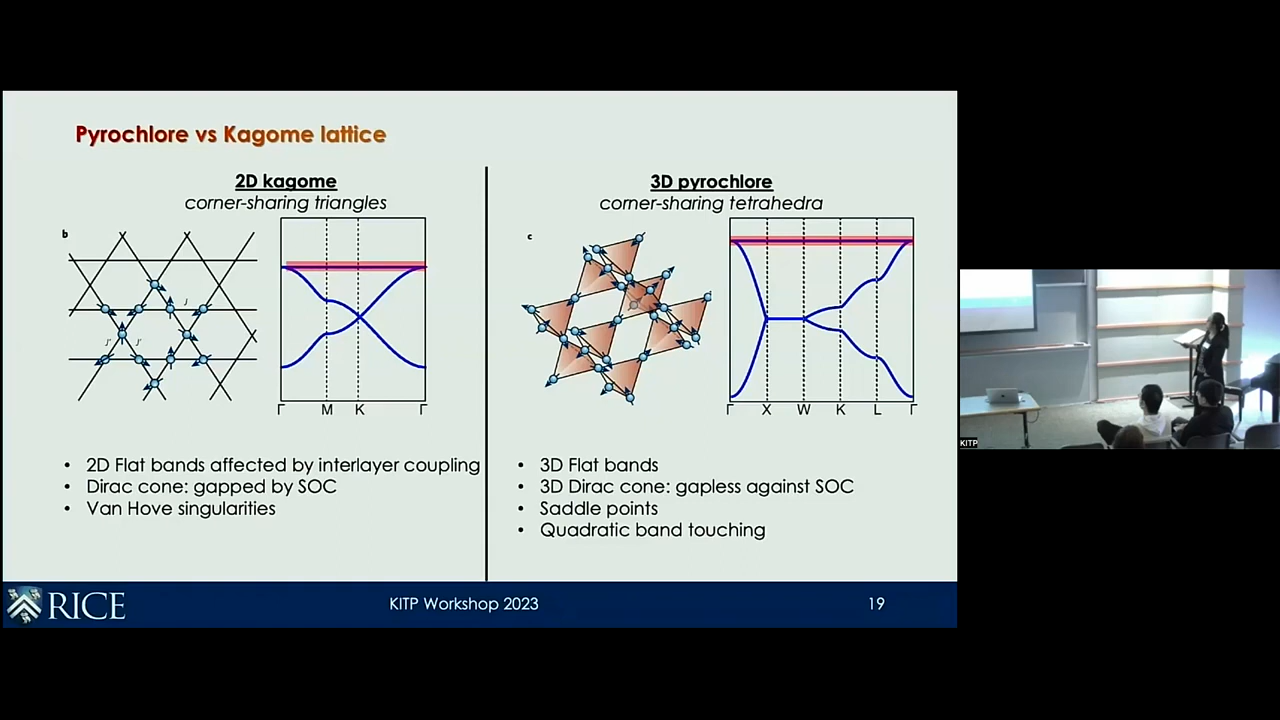 Pyrochlore vs Kagome lattice
2D kagome
corner-sharing triangles
b
J
J'
J'
Γ M K Γ
2D Flat bands affected by interlayer coupling
Dirac cone: gapped by SOC
Van Hove singularities
3D pyrochlore
corner-sharing tetrahedra
c
Γ X W K L Γ
3D Flat bands
3D Dirac cone: gapless against SOC
Saddle points
Quadratic band touching
RICE
KITP Workshop 2023
19
KITP